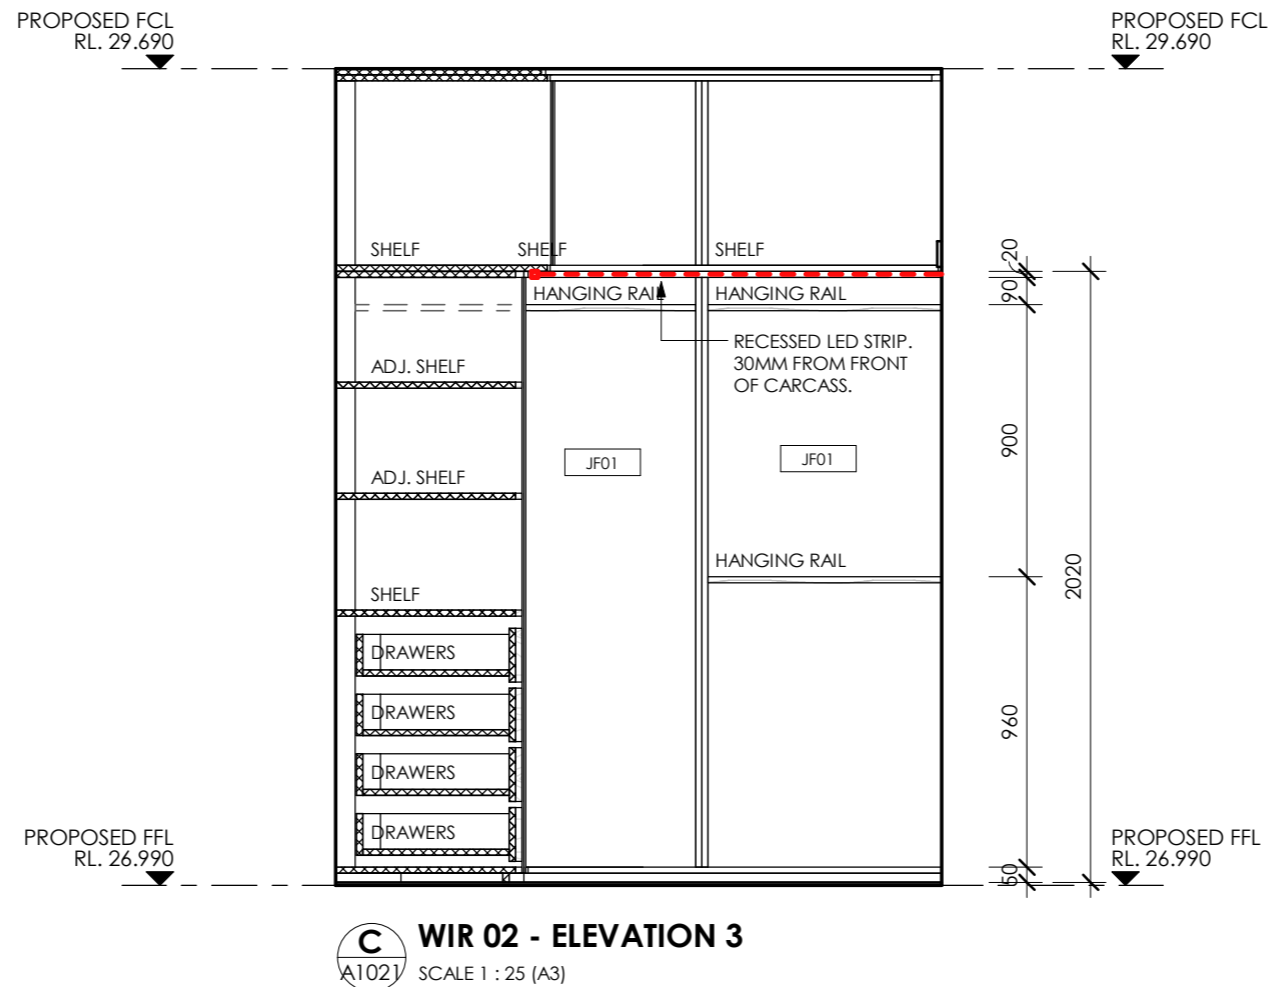 PROPOSED FCL
RL. 29.690
PROPOSED FCL
RL. 29.690
SHELF
SHELF
SHELF
20
HANGING RAIL
HANGING RAIL
90
RECESSED LED STRIP.
30MM FROM FRONT
OF CARCASS.
ADJ. SHELF
900
JF01
JF01
ADJ. SHELF
HANGING RAIL
2020
SHELF
DRAWERS
DRAWERS
960
DRAWERS
DRAWERS
PROPOSED FFL
RL. 26.990
PROPOSED FFL
RL. 26.990
50
C
A1021
WIR 02 - ELEVATION 3
SCALE 1 : 25 (A3)